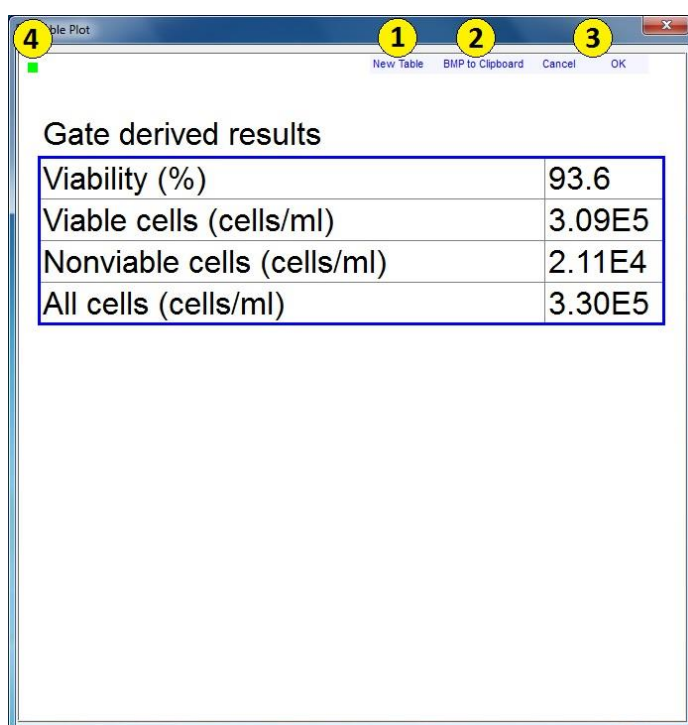 4 ble Plot
1 2 3
x
New Table BMP to Clipboard Cancel OK
Gate derived results
Viability (%) 93.6
Viable cells (cells/ml) 3.09E5
Nonviable cells (cells/ml) 2.11E4
All cells (cells/ml) 3.30E5